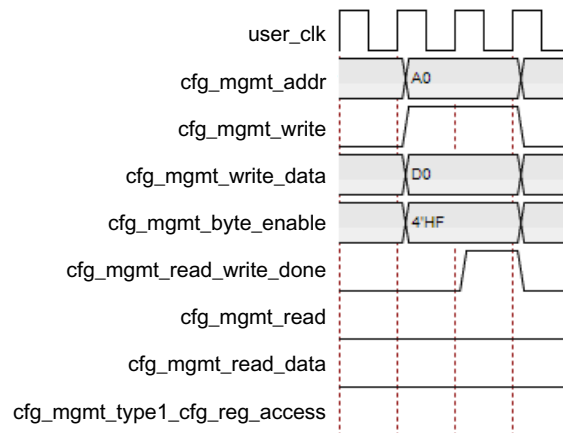 user_clk
cfg_mgmt_addr A0
cfg_mgmt_write
cfg_mgmt_write_data D0
cfg_mgmt_byte_enable 4'HF
cfg_mgmt_read_write_done
cfg_mgmt_read
cfg_mgmt_read_data
cfg_mgmt_type1_cfg_reg_access